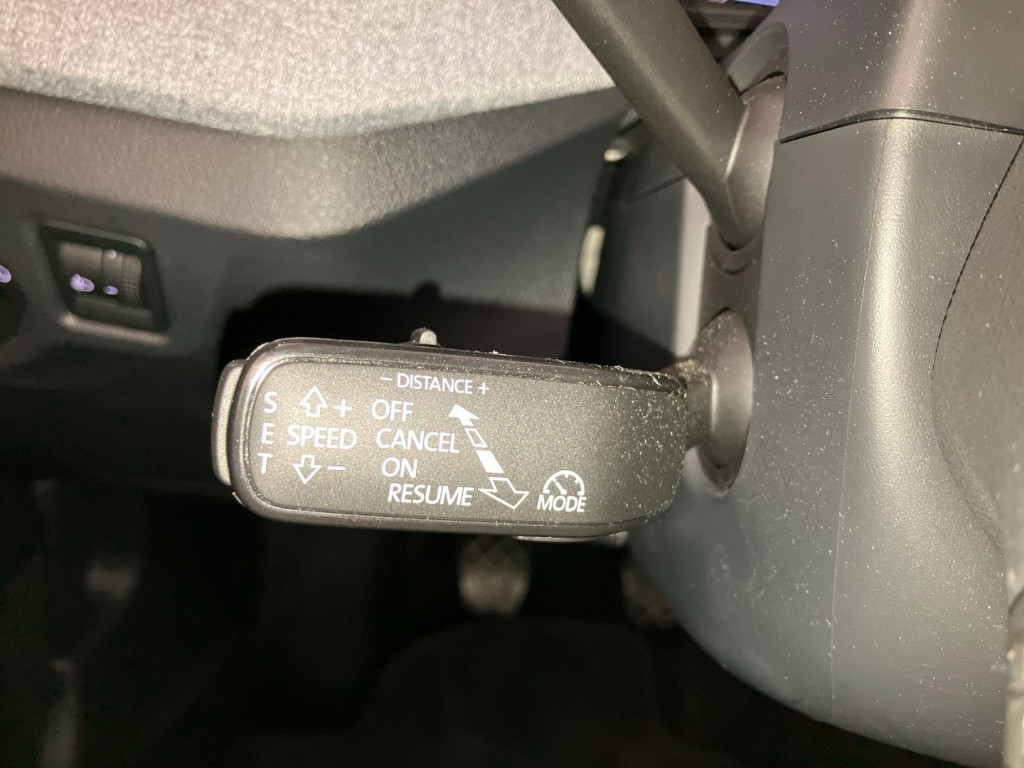 - DISTANCE +
S + OFF
E SPEED CANCEL
T - ON
RESUME
MODE